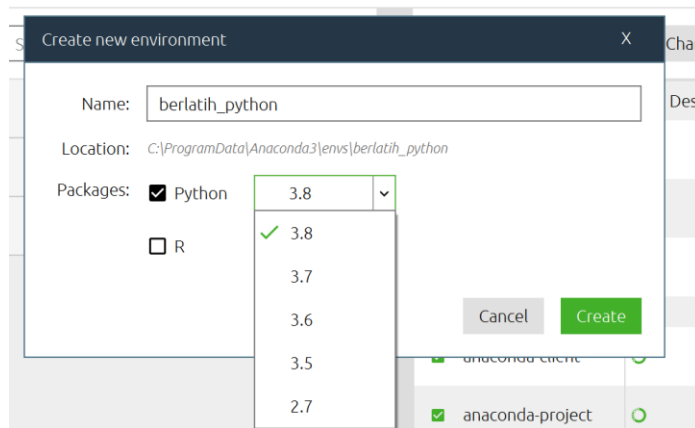 Create new environment X
S
Cha
Name: berlatih_python
Des
Location: C:\ProgramData\Anaconda3\envs\berlatih_python
Packages: Python 3.8
3.8
R
3.7
3.6
Cancel Create
3.5
anaconda-client
2.7
anaconda-project